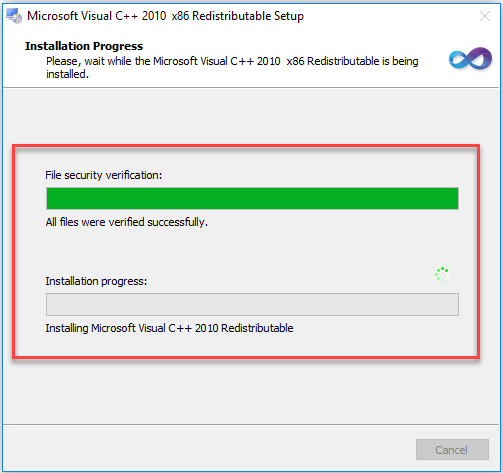 Microsoft Visual C++ 2010  x86 Redistributable Setup
Installation Progress
Please, wait while the Microsoft Visual C++ 2010  x86 Redistributable is being
installed.
File security verification:
All files were verified successfully.
Installation progress:
Installing Microsoft Visual C++ 2010 Redistributable
Cancel